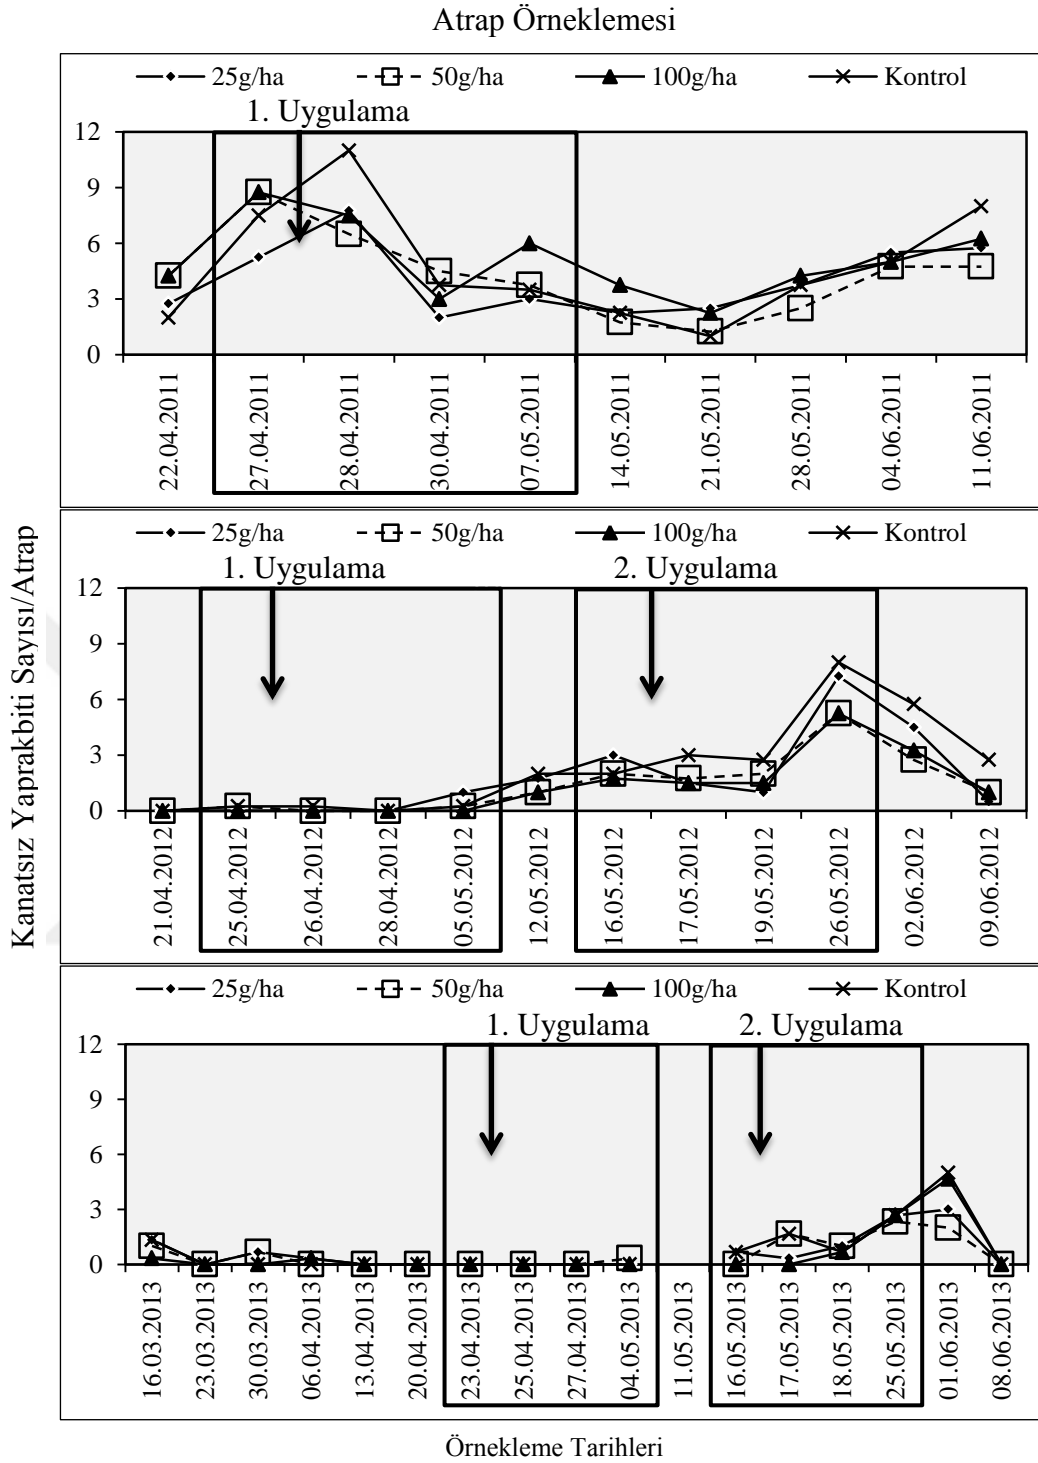 Atrap Örneklemesi
25g/ha 50g/ha 100g/ha Kontrol
1. Uygulama
12
9
6
3
0
22.04.2011 27.04.2011 28.04.2011 30.04.2011 07.05.2011 14.05.2011 21.05.2011 28.05.2011 04.06.2011 11.06.2011
Kanatsız Yaprakbiti Sayısı/Atrap
25g/ha 50g/ha 100g/ha Kontrol
1. Uygulama 2. Uygulama
12
9
6
3
0
21.04.2012 25.04.2012 26.04.2012 28.04.2012 05.05.2012 12.05.2012 16.05.2012 17.05.2012 19.05.2012 26.05.2012 02.06.2012 09.06.2012
25g/ha 50g/ha 100g/ha Kontrol
1. Uygulama 2. Uygulama
12
9
6
3
0
16.03.2013 23.03.2013 30.03.2013 06.04.2013 13.04.2013 20.04.2013 23.04.2013 25.04.2013 27.04.2013 04.05.2013 11.05.2013 16.05.2013 17.05.2013 18.05.2013 25.05.2013 01.06.2013 08.06.2013
Örnekleme Tarihleri